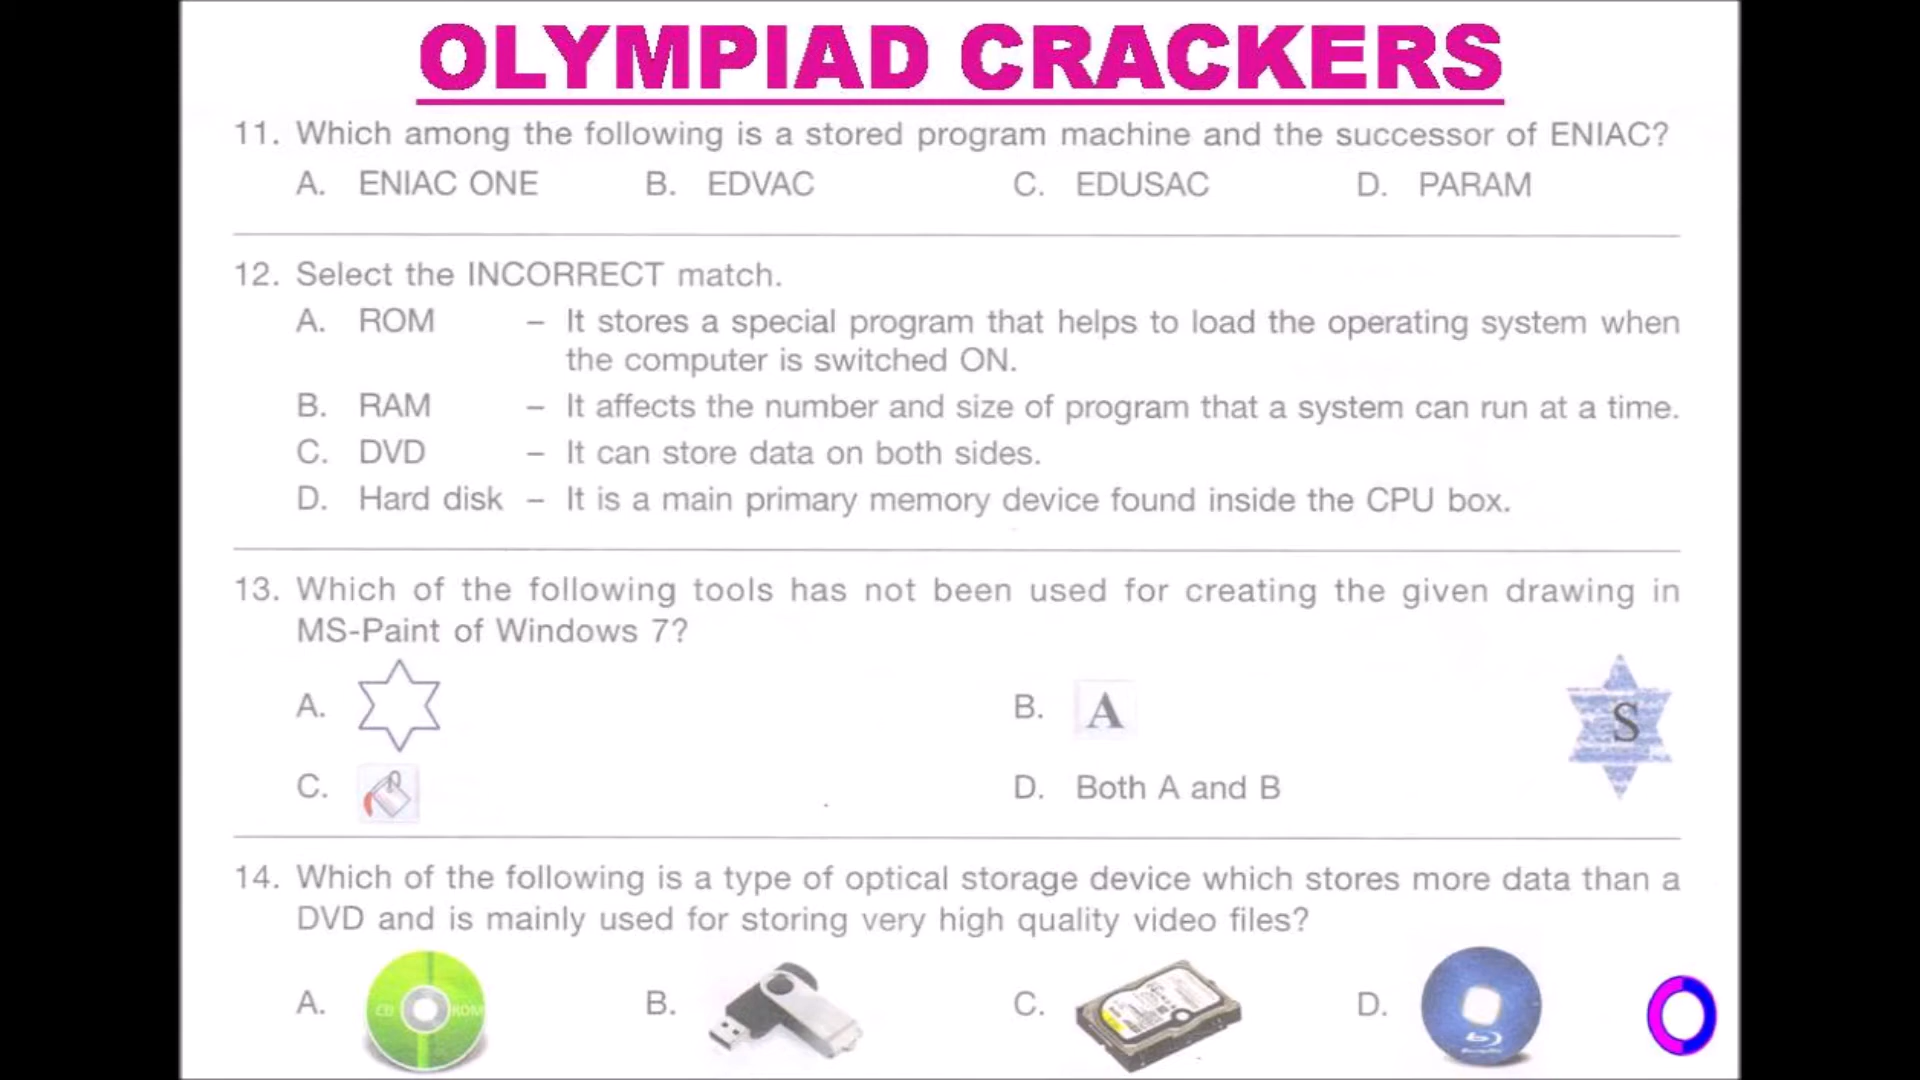 OLYMPIAD CRACKERS
11. Which among the following is a stored program machine and the successor of ENIAC?
A. ENIAC ONE B. EDVAC C. EDUSAC D. PARAM
12. Select the INCORRECT match.
A. ROM – It stores a special program that helps to load the operating system when
the computer is switched ON.
B. RAM – It affects the number and size of program that a system can run at a time.
C. DVD – It can store data on both sides.
D. Hard disk – It is a main primary memory device found inside the CPU box.
13. Which of the following tools has not been used for creating the given drawing in
MS-Paint of Windows 7?
A. B. A S
C. D. Both A and B
14. Which of the following is a type of optical storage device which stores more data than a
DVD and is mainly used for storing very high quality video files?
A. CD ROM B. C. D.